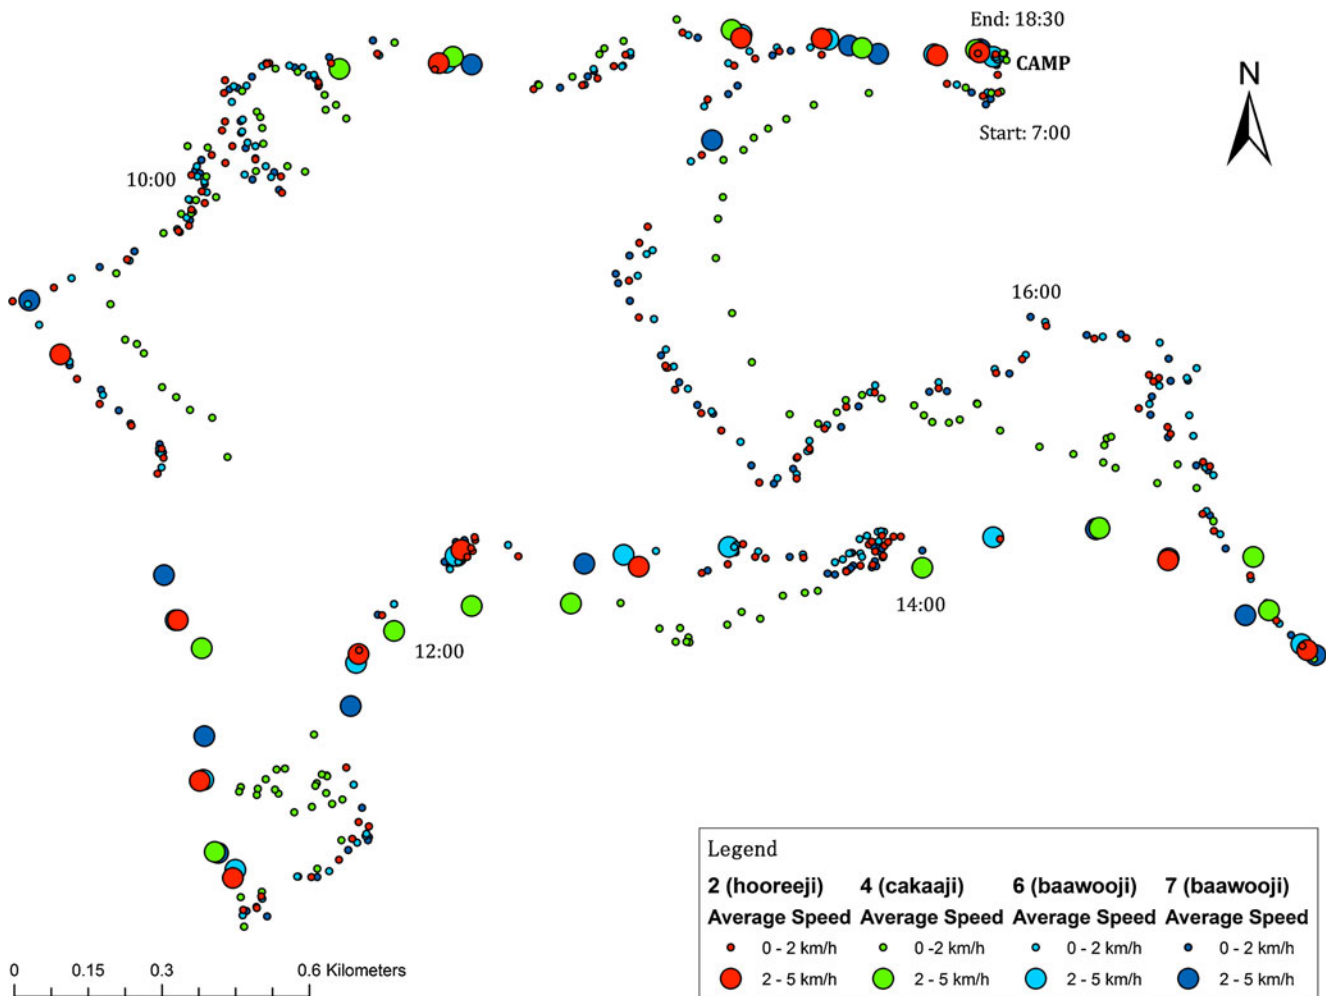 End: 18:30
CAMP
N
Start: 7:00
10:00
16:00
14:00
12:00
Legend
2 (hooreeji) 4 (cakaaji) 6 (baawooji) 7 (baawooji)
Average Speed Average Speed Average Speed Average Speed
0 - 2 km/h 0 -2 km/h 0 - 2 km/h 0 - 2 km/h
2 - 5 km/h 2 - 5 km/h 2 - 5 km/h 2 - 5 km/h
0 0.15 0.3 0.6 Kilometers